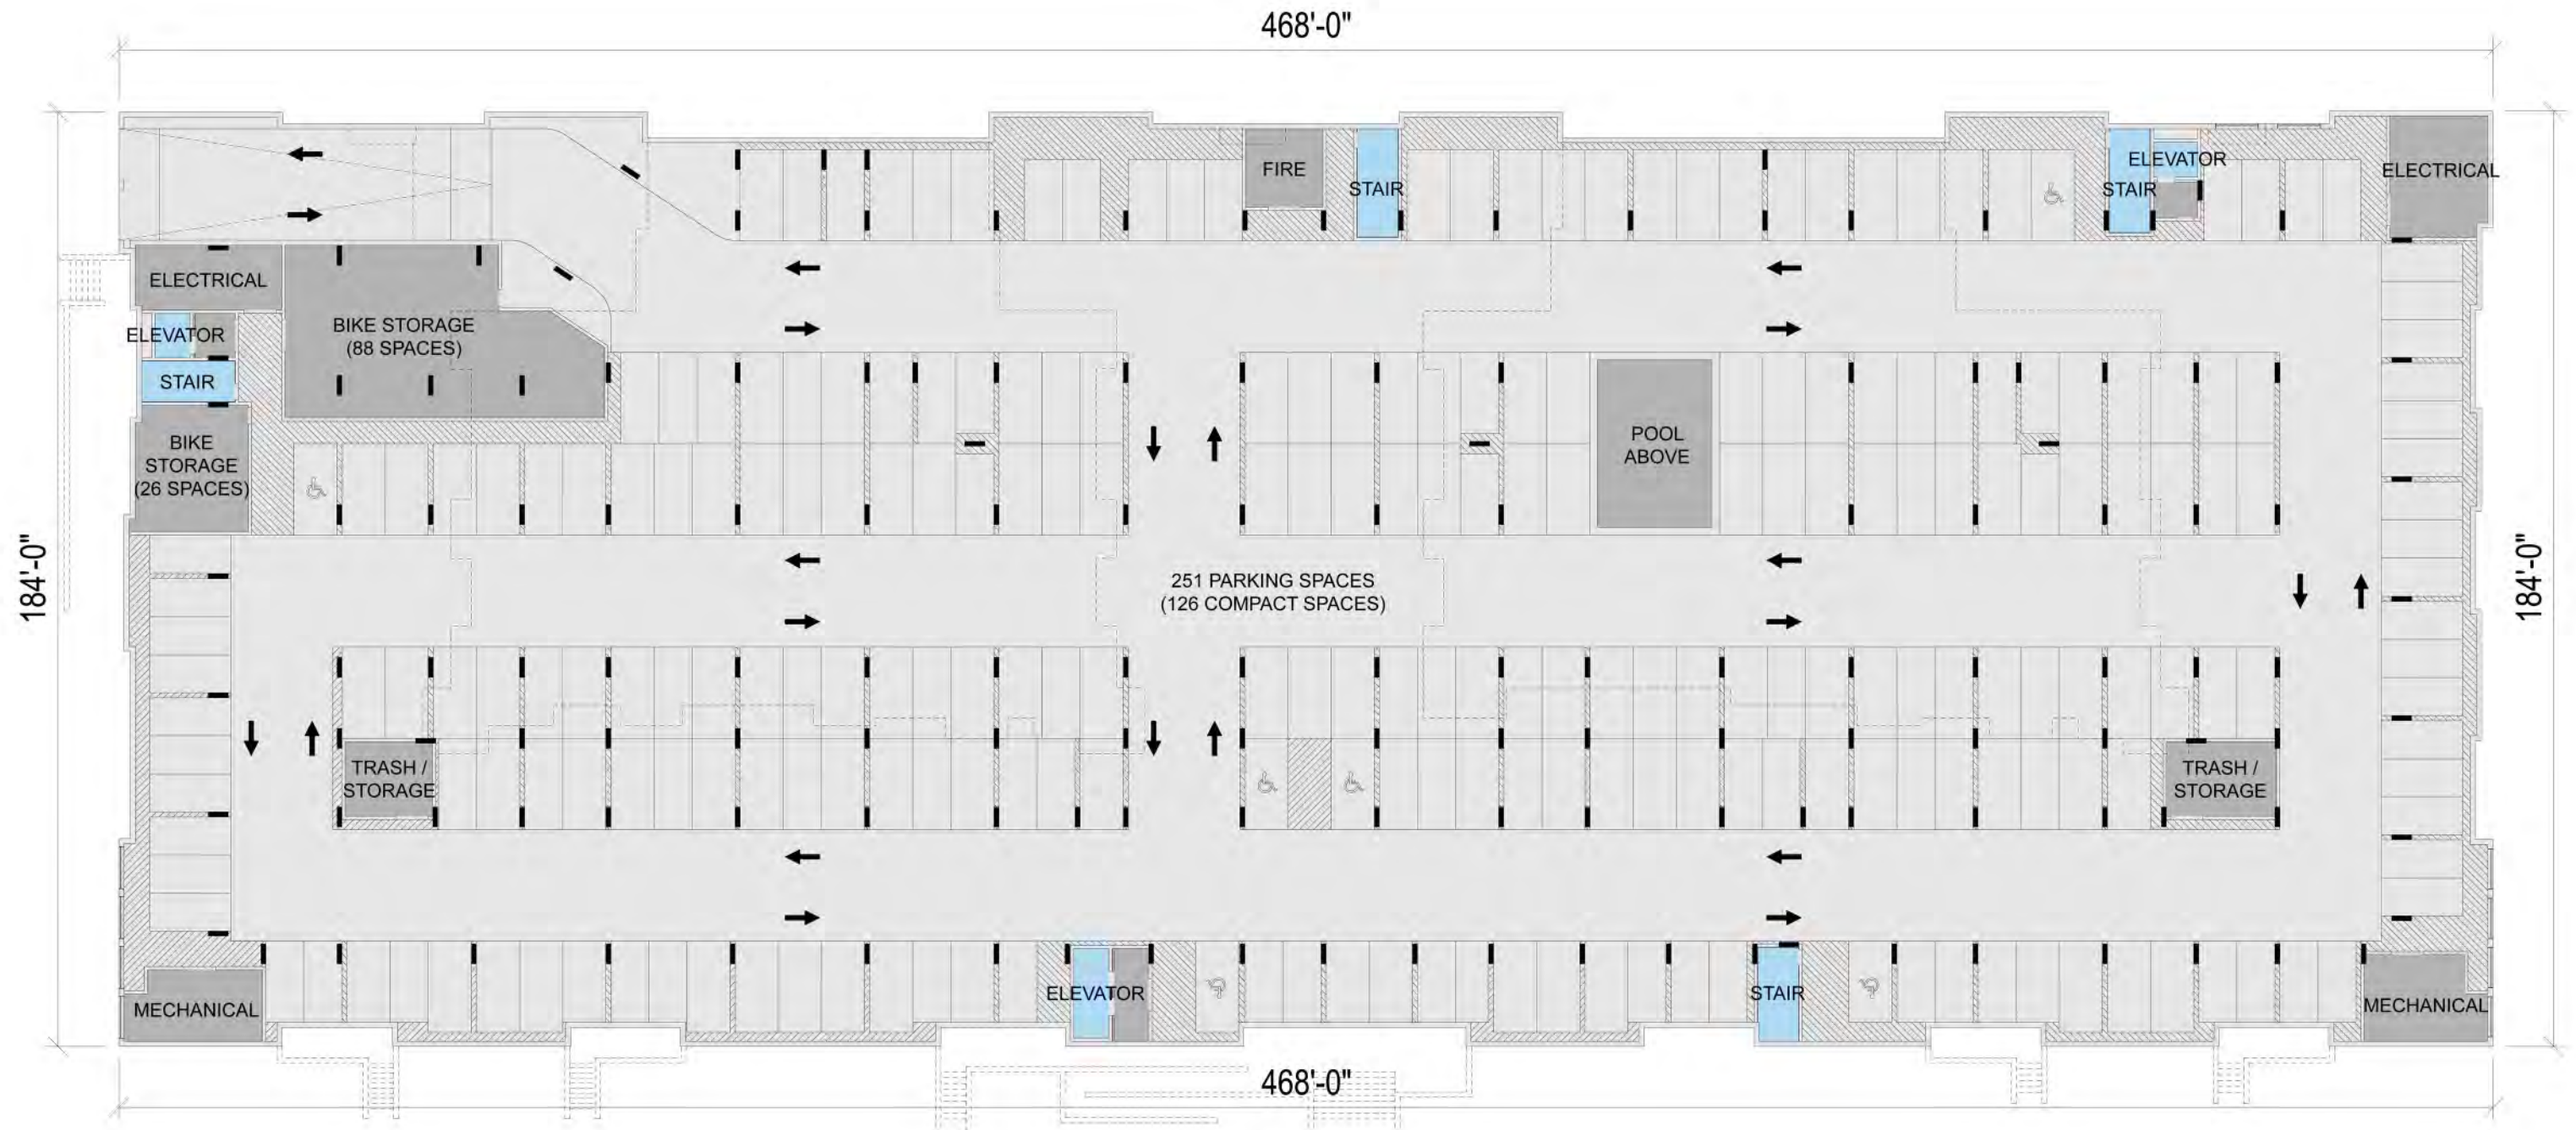 468'-0"
FIRE
STAIR
ELEVATOR
STAIR
ELECTRICAL
ELECTRICAL
ELEVATOR
BIKE STORAGE
(88 SPACES)
STAIR
BIKE
STORAGE
(26 SPACES)
POOL
ABOVE
184'-0"
184'-0"
251 PARKING SPACES
(126 COMPACT SPACES)
TRASH /
STORAGE
TRASH /
STORAGE
ELEVATOR
STAIR
MECHANICAL
MECHANICAL
468'-0"